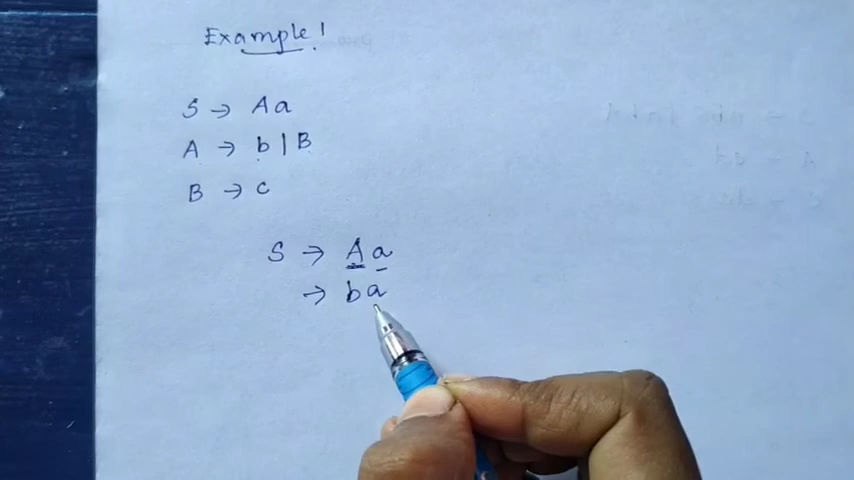 Example!
S → Aa
A → b | B
B → c
S → Aa
→ ba